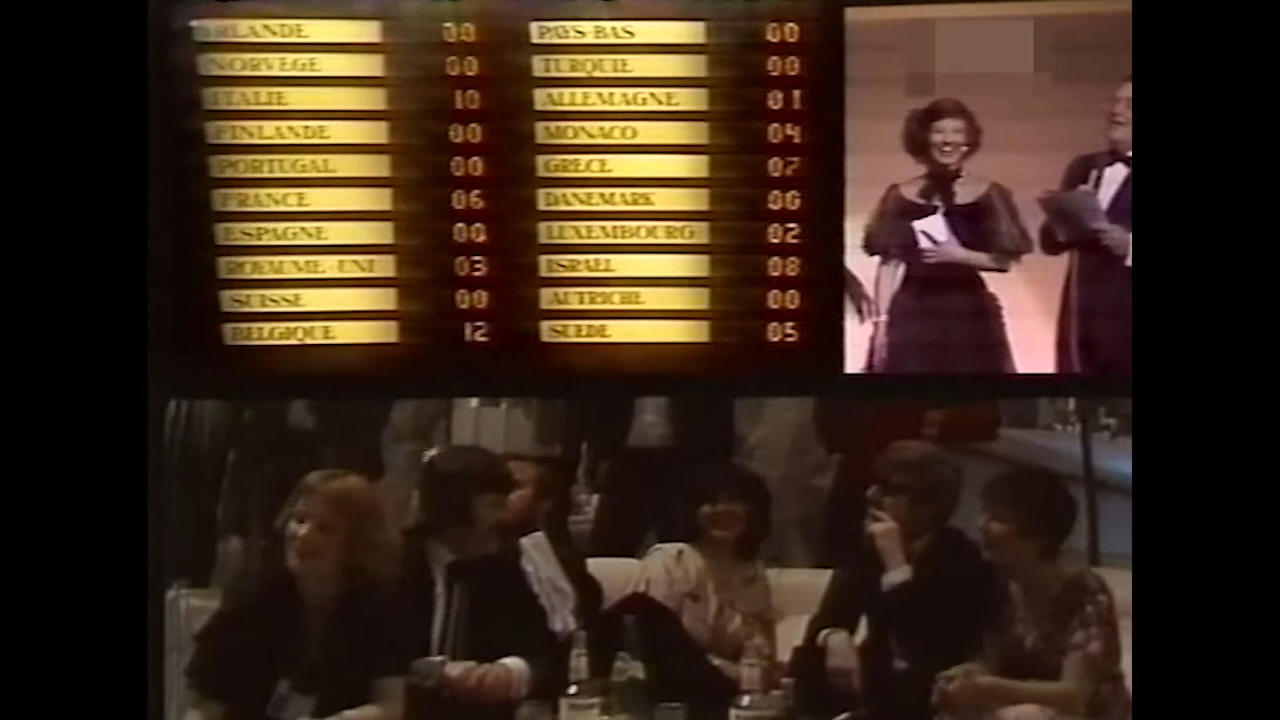 IRLANDE 00 PAYS-BAS 00
NORVEGE 00 TURQUIE 00
ITALIE 10 ALLEMAGNE 01
FINLANDE 00 MONACO 04
PORTUGAL 00 GRECE 07
FRANCE 06 DANEMARK 00
ESPAGNE 00 LUXEMBOURG 02
ROYAUME-UNI 03 ISRAEL 08
SUISSE 00 AUTRICHE 00
BELGIQUE 12 SUEDE 05